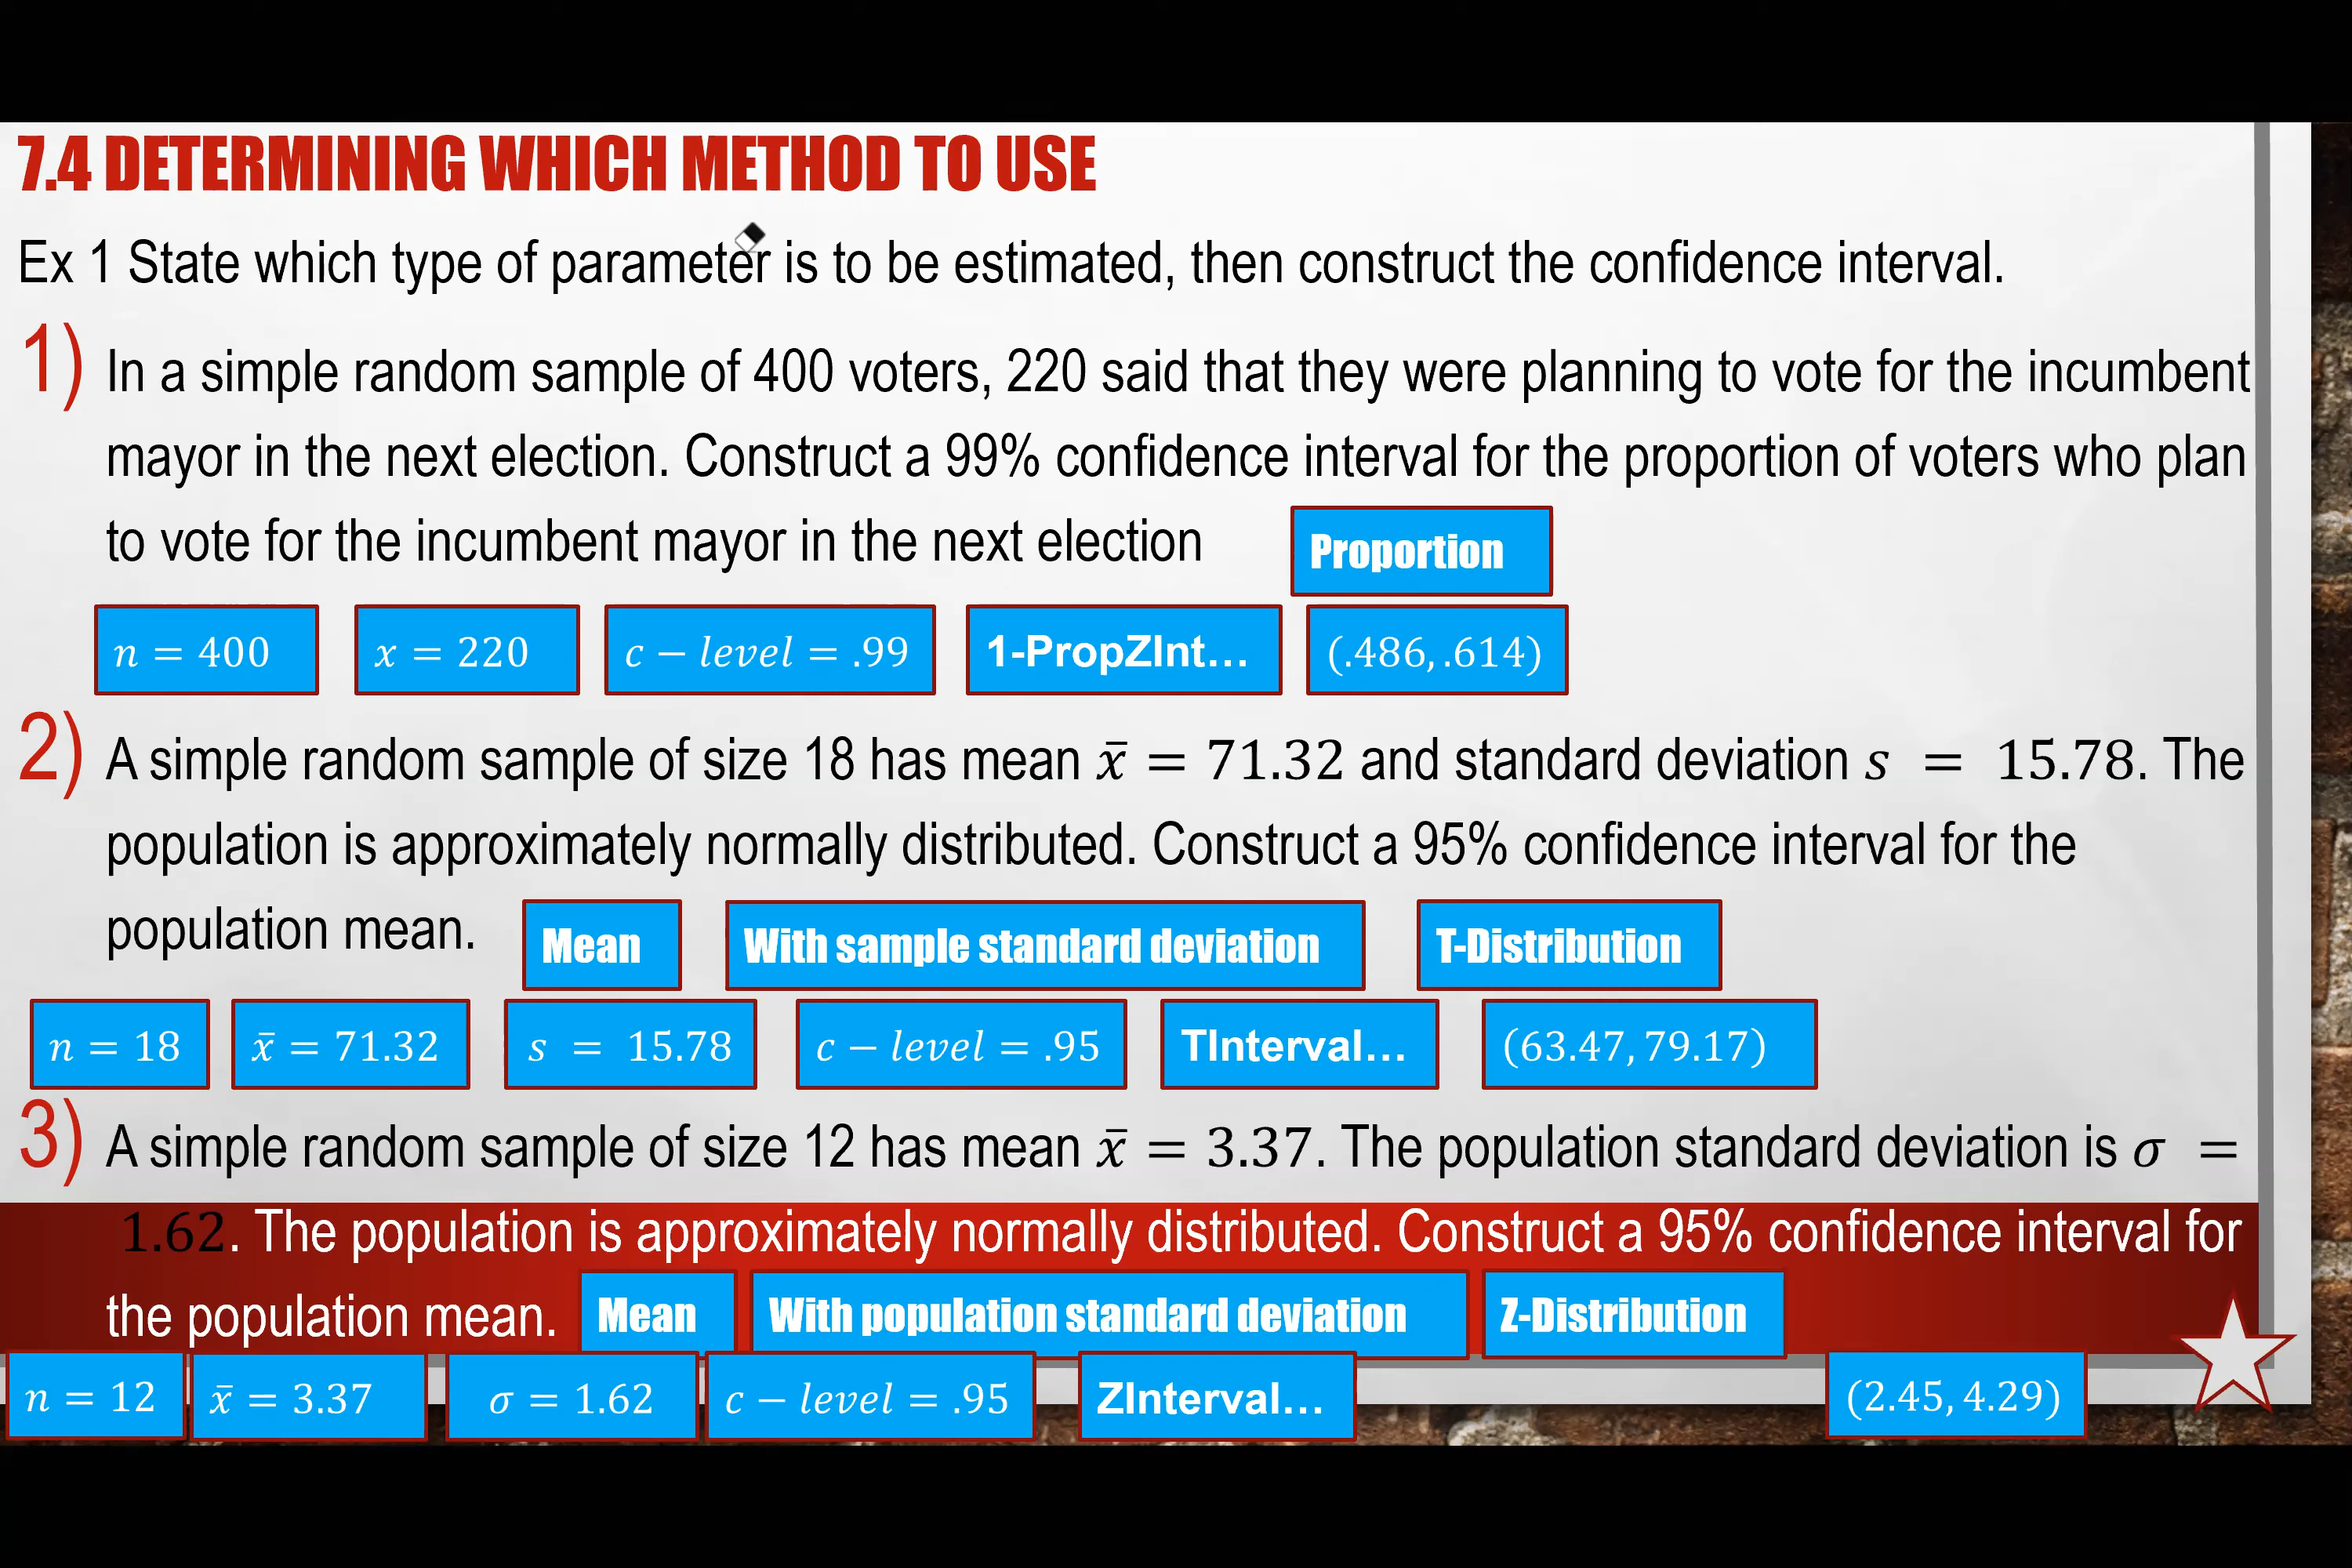 7.4 DETERMINING WHICH METHOD TO USE
Ex 1 State which type of parameter is to be estimated, then construct the confidence interval.
1) In a simple random sample of 400 voters, 220 said that they were planning to vote for the incumbent
mayor in the next election. Construct a 99% confidence interval for the proportion of voters who plan
to vote for the incumbent mayor in the next election Proportion
n = 400 x = 220 c − level = .99 1-PropZInt... (.486, .614)
2) A simple random sample of size 18 has mean x̄ = 71.32 and standard deviation s = 15.78. The
population is approximately normally distributed. Construct a 95% confidence interval for the
population mean. Mean With sample standard deviation T-Distribution
n = 18 x̄ = 71.32 s = 15.78 c − level = .95 TInterval... (63.47, 79.17)
3) A simple random sample of size 12 has mean x̄ = 3.37. The population standard deviation is σ =
1.62. The population is approximately normally distributed. Construct a 95% confidence interval for
the population mean. Mean With population standard deviation Z-Distribution
n = 12 x̄ = 3.37 σ = 1.62 c − level = .95 ZInterval... (2.45, 4.29)